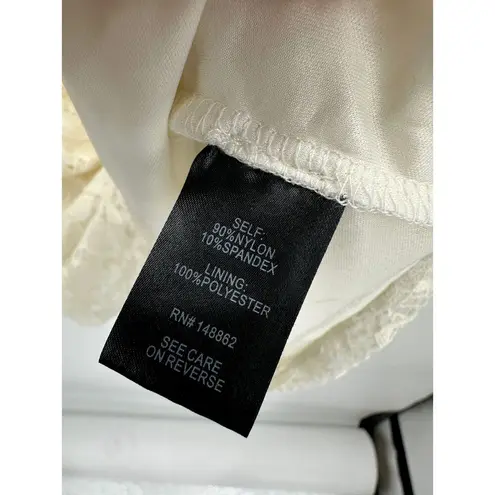 SELF:
90%NYLON
10%SPANDEX
LINING:
100%POLYESTER
RN#148862
SEE CARE
ON REVERSE